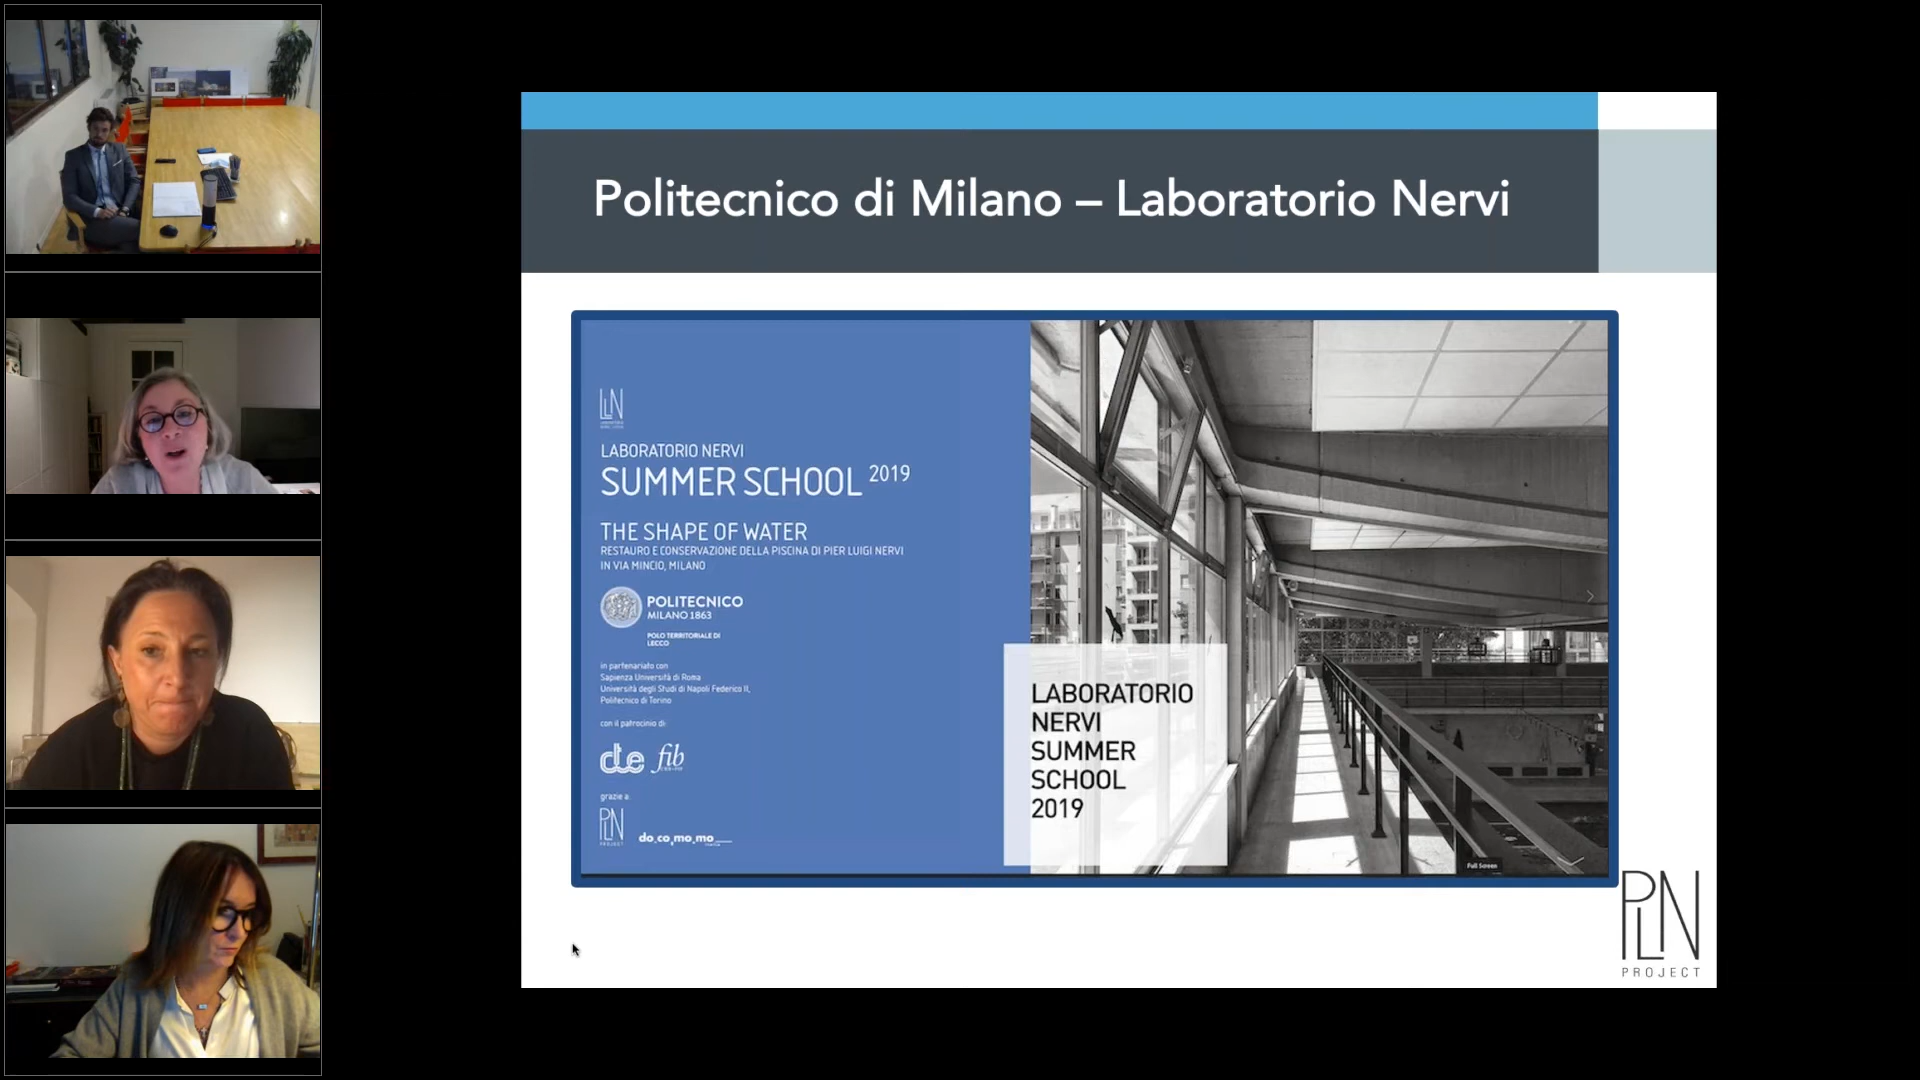 Politecnico di Milano – Laboratorio Nervi
LABORATORIO NERVI
SUMMER SCHOOL 2019
THE SHAPE OF WATER
RESTAURO E CONSERVAZIONE DELLA PISCINA DI PIER LUIGI NERVI
IN VIA MINCIO, MILANO
POLITECNICO
MILANO 1863
POLO TERRITORIALE DI
LECCO
in partenariato con
Sapienza Università di Roma
Università degli Studi di Napoli Federico II,
Politecnico di Torino
con il patrocinio di:
cte fib
grazie a:
PLN
PROJECT
do_co_mo_mo_
LABORATORIO
NERVI
SUMMER
SCHOOL
2019
Full Screen
PLN
PROJECT